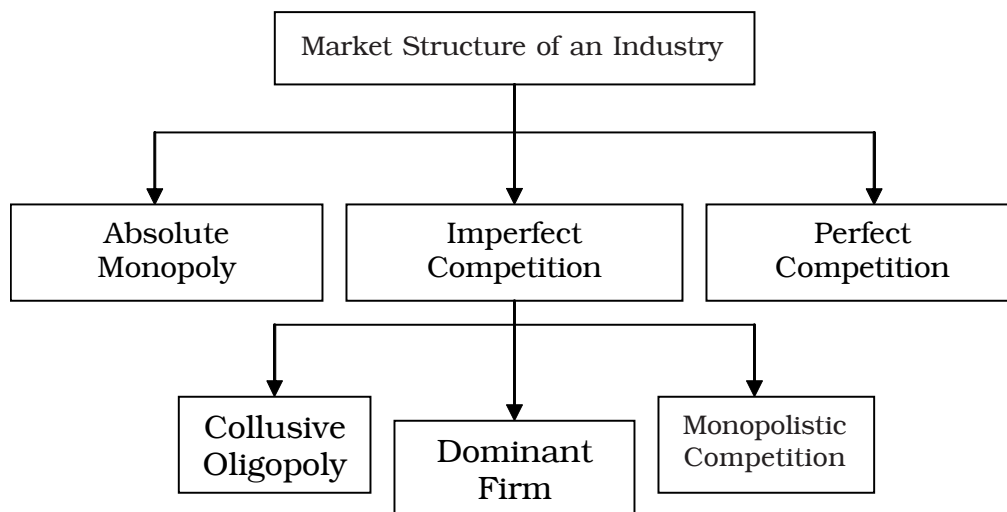 Market Structure of an Industry
Absolute
Monopoly
Imperfect
Competition
Perfect
Competition
Collusive
Oligopoly
Dominant
Firm
Monopolistic
Competition